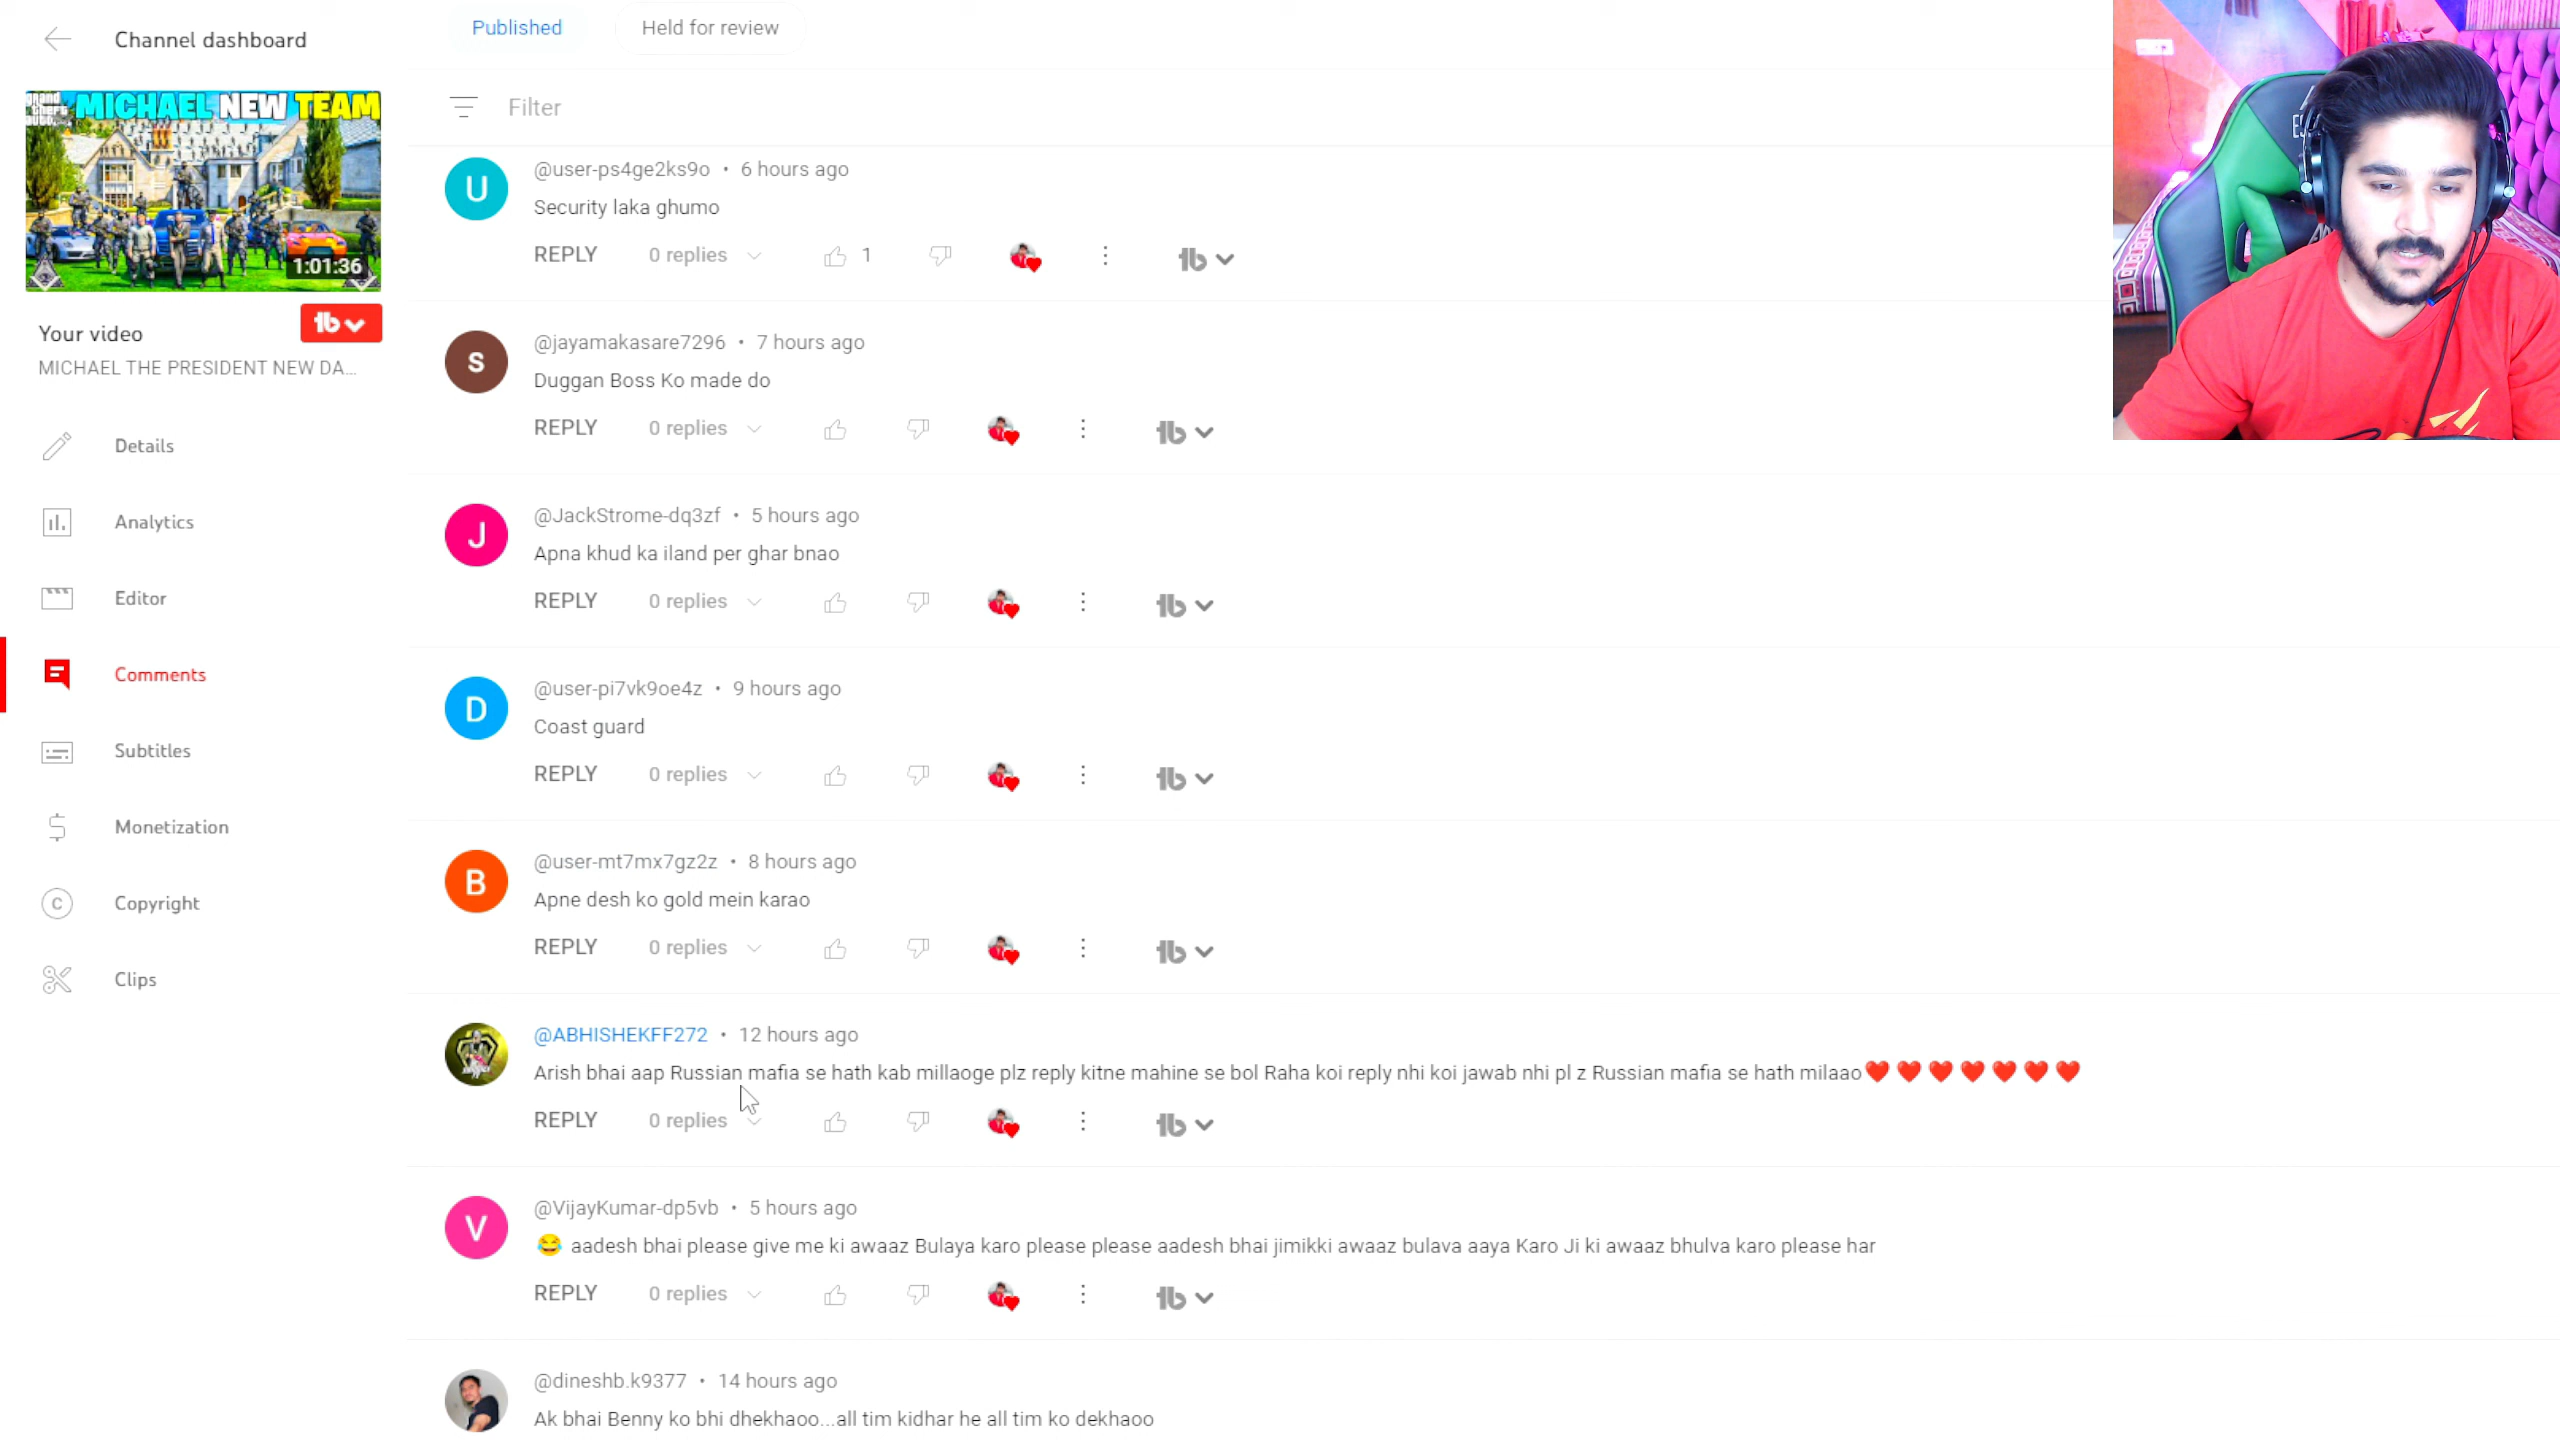 Channel dashboard
MICHAEL NEW TEAM
1:01:36
Your video
MICHAEL THE PRESIDENT NEW DA...
Details
Analytics
Editor
Comments
Subtitles
Monetization
Copyright
Clips
Published
Held for review
Filter
U
@user-ps4ge2ks9o • 6 hours ago
Security laka ghumo
REPLY 0 replies 1
S
@jayamakasare7296 • 7 hours ago
Duggan Boss Ko made do
REPLY 0 replies
J
@JackStrome-dq3zf • 5 hours ago
Apna khud ka iland per ghar bnao
REPLY 0 replies
D
@user-pi7vk9oe4z • 9 hours ago
Coast guard
REPLY 0 replies
B
@user-mt7mx7gz2z • 8 hours ago
Apne desh ko gold mein karao
REPLY 0 replies
@ABHISHEKFF272 • 12 hours ago
Arish bhai aap Russian mafia se hath kab millaoge plz reply kitne mahine se bol Raha koi reply nhi koi jawab nhi pl z Russian mafia se hath milaao❤️❤️❤️❤️❤️❤️❤️
REPLY 0 replies
V
@VijayKumar-dp5vb • 5 hours ago
😂 aadesh bhai please give me ki awaaz Bulaya karo please please aadesh bhai jimikki awaaz bulava aaya Karo Ji ki awaaz bhulva karo please har
REPLY 0 replies
@dineshb.k9377 • 14 hours ago
Ak bhai Benny ko bhi dhekhaoo...all tim kidhar he all tim ko dekhaoo